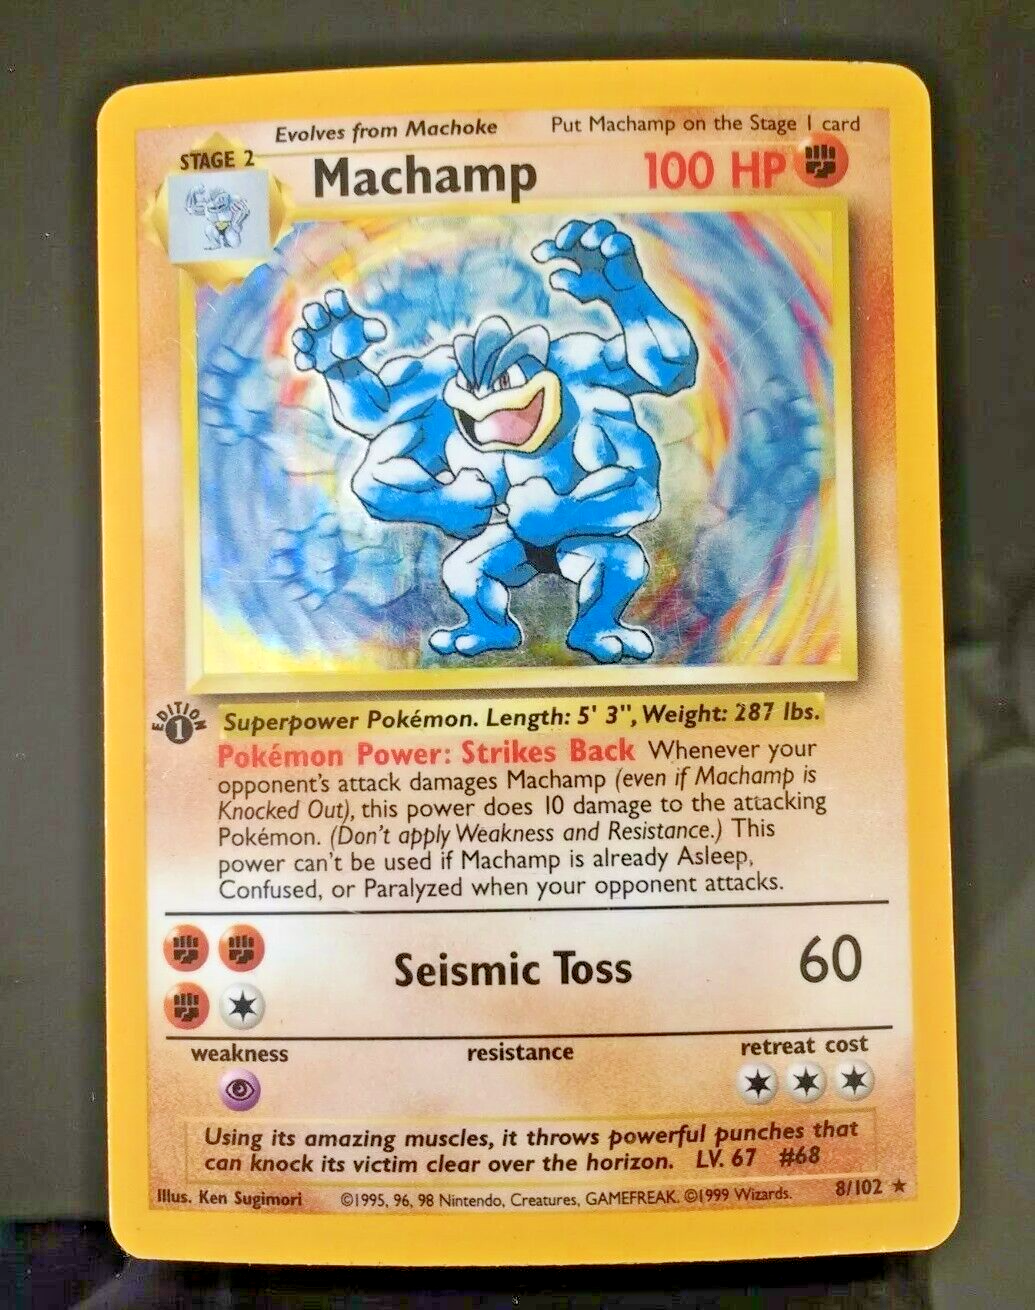 Evolves from Machoke
Put Machamp on the Stage 1 card
STAGE 2
Machamp
100 HP
EDITION
1
Superpower Pokémon. Length: 5' 3", Weight: 287 lbs.
Pokémon Power: Strikes Back Whenever your
opponent's attack damages Machamp (even if Machamp is
Knocked Out), this power does 10 damage to the attacking
Pokémon. (Don't apply Weakness and Resistance.) This
power can't be used if Machamp is already Asleep,
Confused, or Paralyzed when your opponent attacks.
Seismic Toss
60
weakness
resistance
retreat cost
Using its amazing muscles, it throws powerful punches that
can knock its victim clear over the horizon. LV. 67 #68
Illus. Ken Sugimori
©1995, 96, 98 Nintendo, Creatures, GAMEFREAK. ©1999 Wizards.
8/102 ★